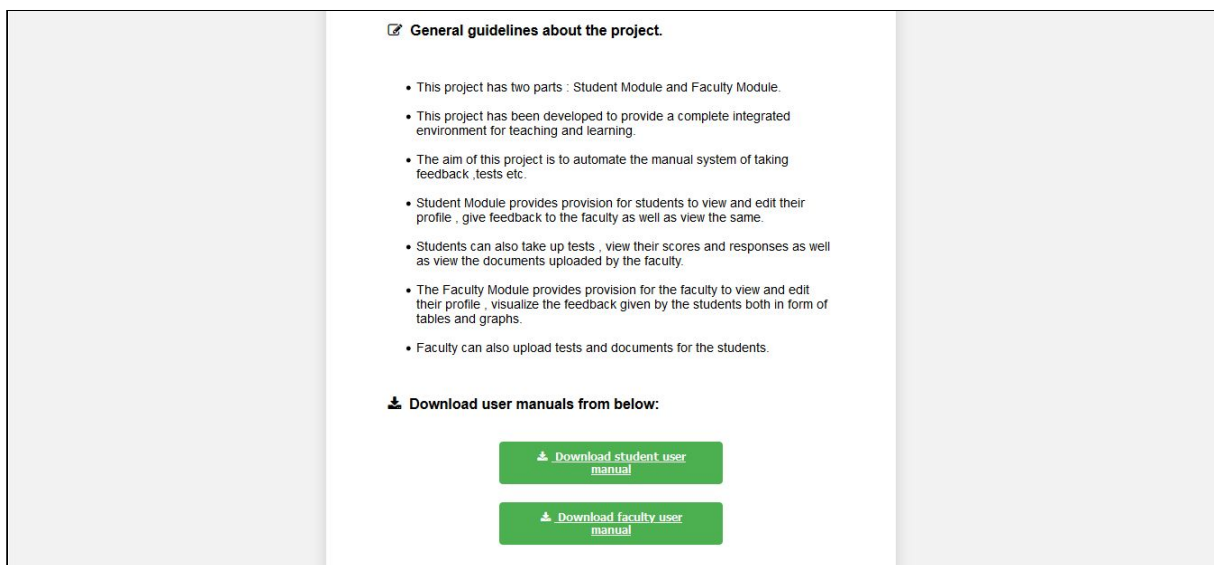 General guidelines about the project.
• This project has two parts : Student Module and Faculty Module.
• This project has been developed to provide a complete integrated
environment for teaching and learning.
• The aim of this project is to automate the manual system of taking
feedback ,tests etc.
• Student Module provides provision for students to view and edit their
profile , give feedback to the faculty as well as view the same.
• Students can also take up tests , view their scores and responses as well
as view the documents uploaded by the faculty.
• The Faculty Module provides provision for the faculty to view and edit
their profile , visualize the feedback given by the students both in form of
tables and graphs.
• Faculty can also upload tests and documents for the students.
Download user manuals from below:
Download student user
manual
Download faculty user
manual